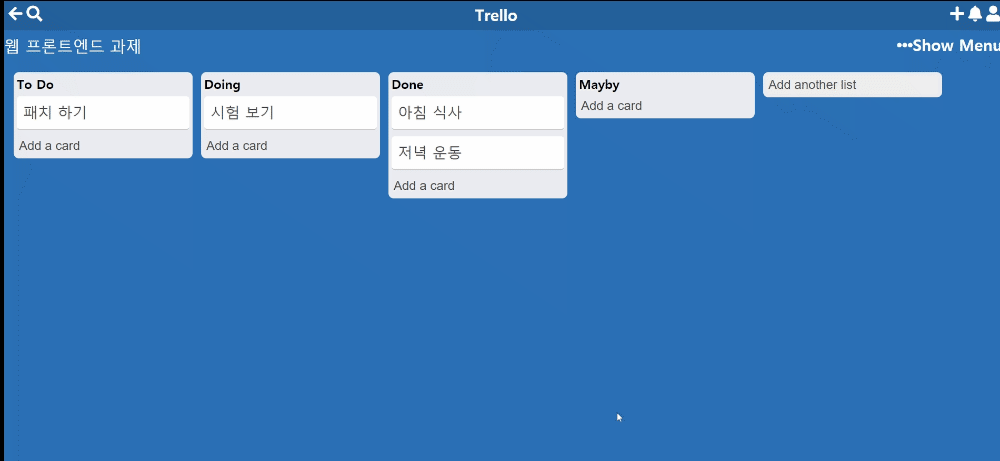 Trello
웹 프론트엔드 과제
•••Show Menu
To Do
패치 하기
Add a card
Doing
시험 보기
Add a card
Done
아침 식사
저녁 운동
Add a card
Mayby
Add a card
Add another list